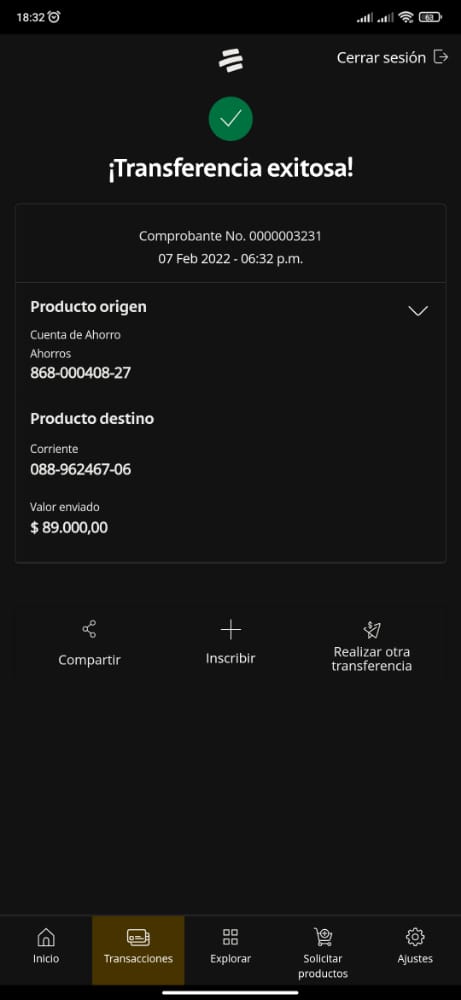 18:32
63
Cerrar sesión
¡Transferencia exitosa!
Comprobante No. 0000003231
07 Feb 2022 - 06:32 p.m.
Producto origen
Cuenta de Ahorro
Ahorros
868-000408-27
Producto destino
Corriente
088-962467-06
Valor enviado
$ 89.000,00
Compartir
Inscribir
Realizar otra
transferencia
Inicio
Transacciones
Explorar
Solicitar
productos
Ajustes